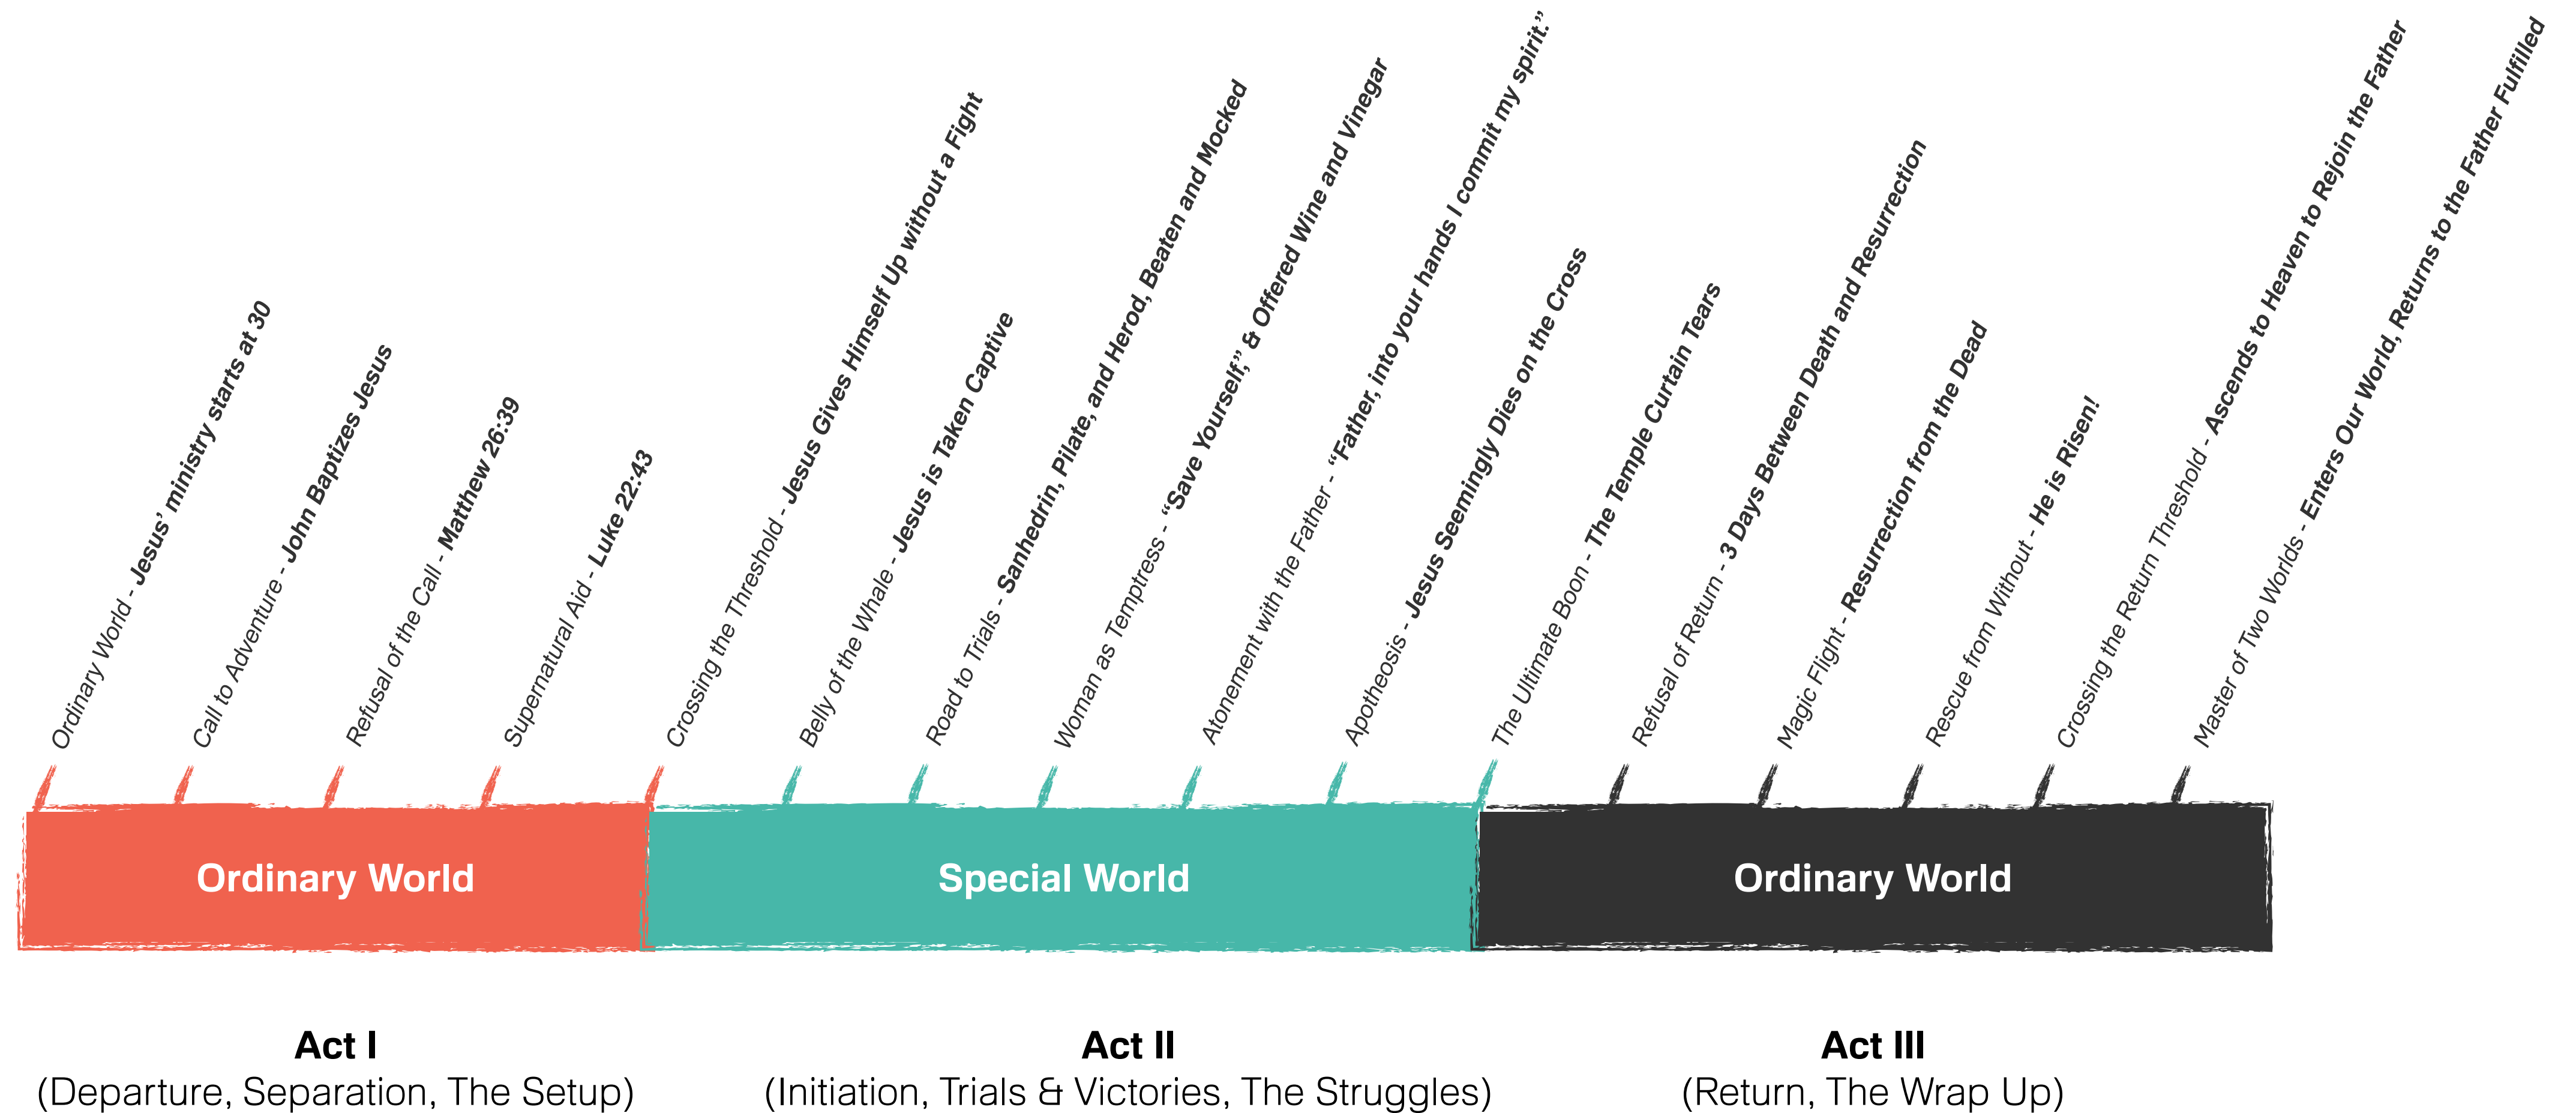 Ordinary World - Jesus’ ministry starts at 30
Call to Adventure - John Baptizes Jesus
Refusal of the Call - Matthew 26:39
Supernatural Aid - Luke 22:43
Crossing the Threshold - Jesus Gives Himself Up without a Fight
Belly of the Whale - Jesus is Taken Captive
Road to Trials - Sanhedrin, Pilate, and Herod, Beaten and Mocked
Woman as Temptress - “Save Yourself,” & Offered Wine and Vinegar
Atonement with the Father - “Father, into your hands I commit my spirit.”
Apotheosis - Jesus Seemingly Dies on the Cross
The Ultimate Boon - The Temple Curtain Tears
Refusal of Return - 3 Days Between Death and Resurrection
Magic Flight - Resurrection from the Dead
Rescue from Without - He is Risen!
Crossing the Return Threshold - Ascends to Heaven to Rejoin the Father
Master of Two Worlds - Enters Our World, Returns to the Father Fulfilled
Ordinary World
Special World
Ordinary World
Act I
(Departure, Separation, The Setup)
Act II
(Initiation, Trials & Victories, The Struggles)
Act III
(Return, The Wrap Up)